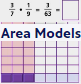 3/7 · 1/9 = 3/63 =
Area Models